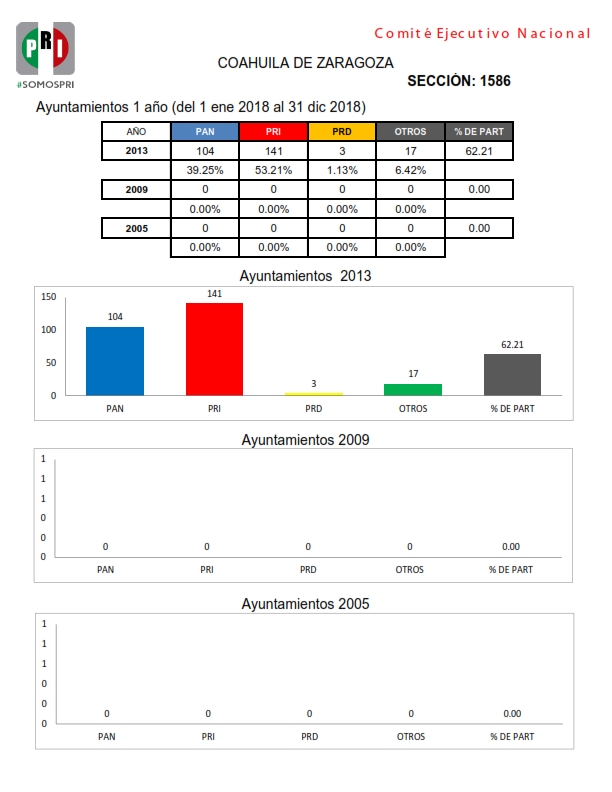 PRI
#SOMOSPRI
Comité Ejecutivo Nacional
COAHUILA DE ZARAGOZA
SECCIÓN: 1586
Ayuntamientos 1 año (del 1 ene 2018 al 31 dic 2018)
AÑO PAN PRI PRD OTROS % DE PART
2013 104 141 3 17 62.21
39.25% 53.21% 1.13% 6.42%
2009 0 0 0 0 0.00
0.00% 0.00% 0.00% 0.00%
2005 0 0 0 0 0.00
0.00% 0.00% 0.00% 0.00%
Ayuntamientos 2013
150
100
50
0
104 141 3 17 62.21
PAN PRI PRD OTROS % DE PART
Ayuntamientos 2009
1
1
1
0
0
0
0 0 0 0 0.00
PAN PRI PRD OTROS % DE PART
Ayuntamientos 2005
1
1
1
0
0
0
0 0 0 0 0.00
PAN PRI PRD OTROS % DE PART